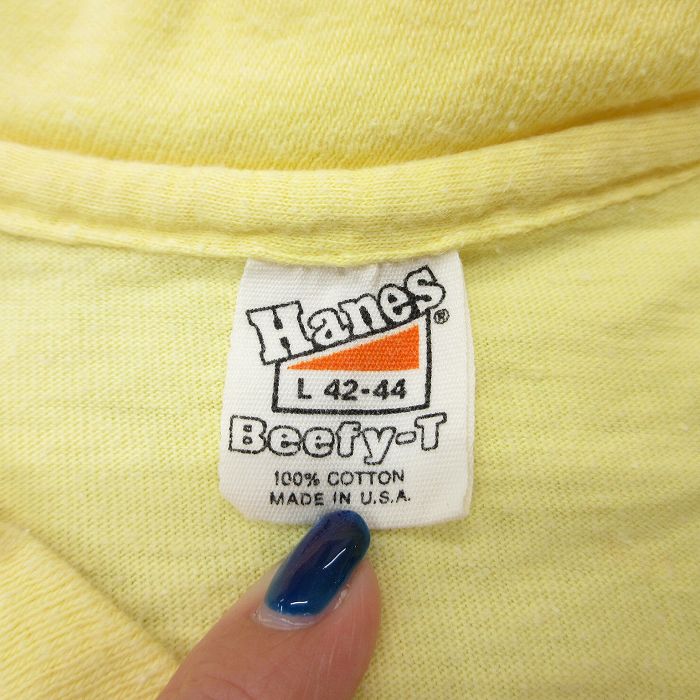 Hanes®
L 42-44
Beefy-T
100% COTTON
MADE IN U.S.A.